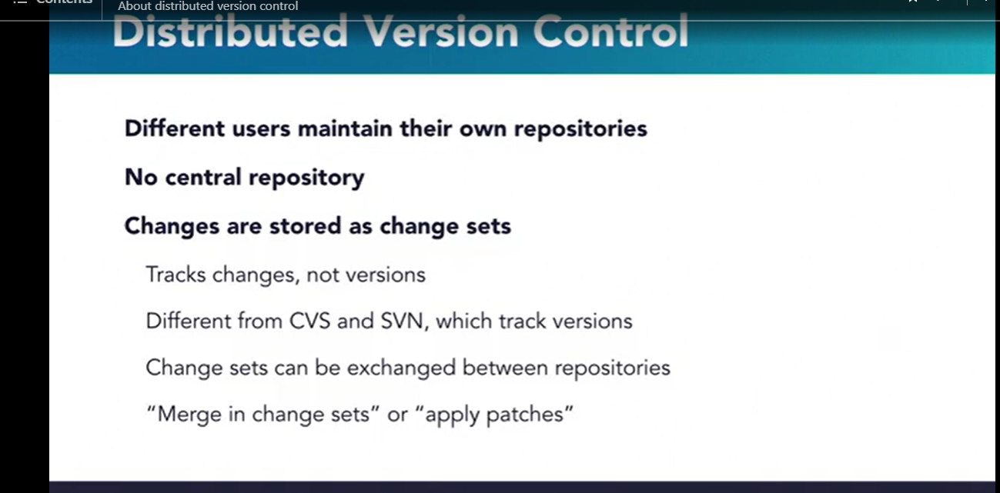 Contents
About distributed version control
Distributed Version Control
Different users maintain their own repositories
No central repository
Changes are stored as change sets
Tracks changes, not versions
Different from CVS and SVN, which track versions
Change sets can be exchanged between repositories
“Merge in change sets” or “apply patches”